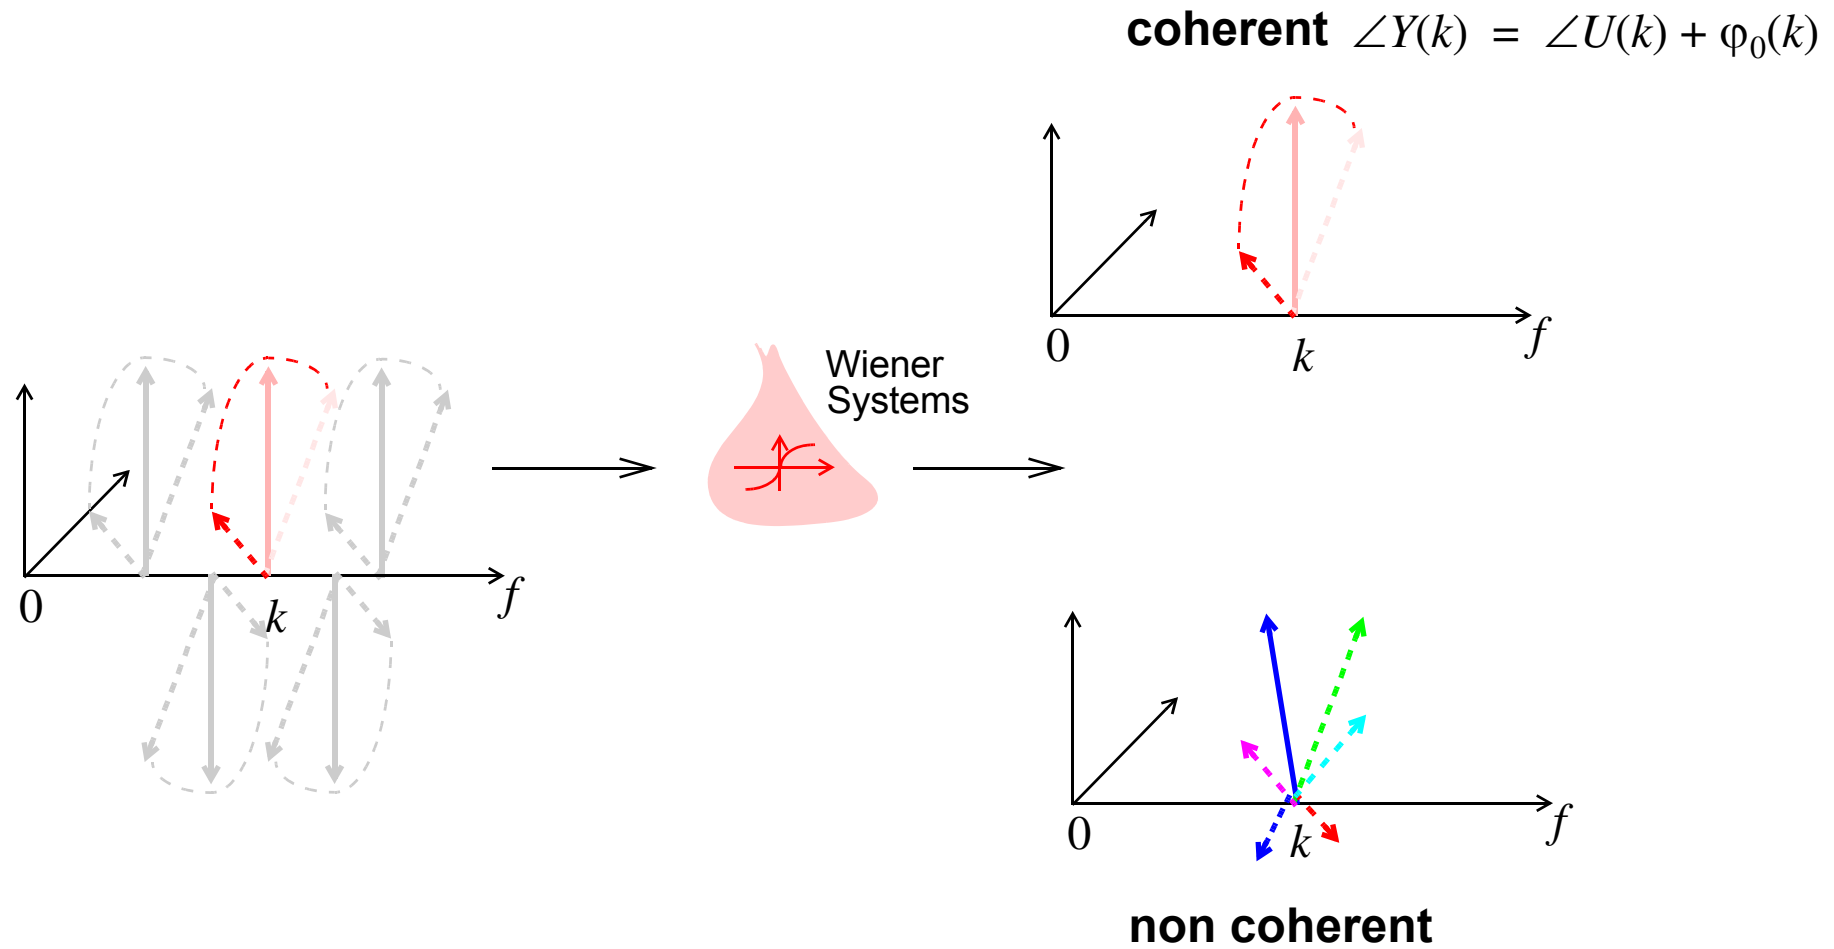 coherent ∠Y(k) = ∠U(k) + φ₀(k)
0
k
f
Wiener
Systems
0
k
f
0
k
f
non coherent